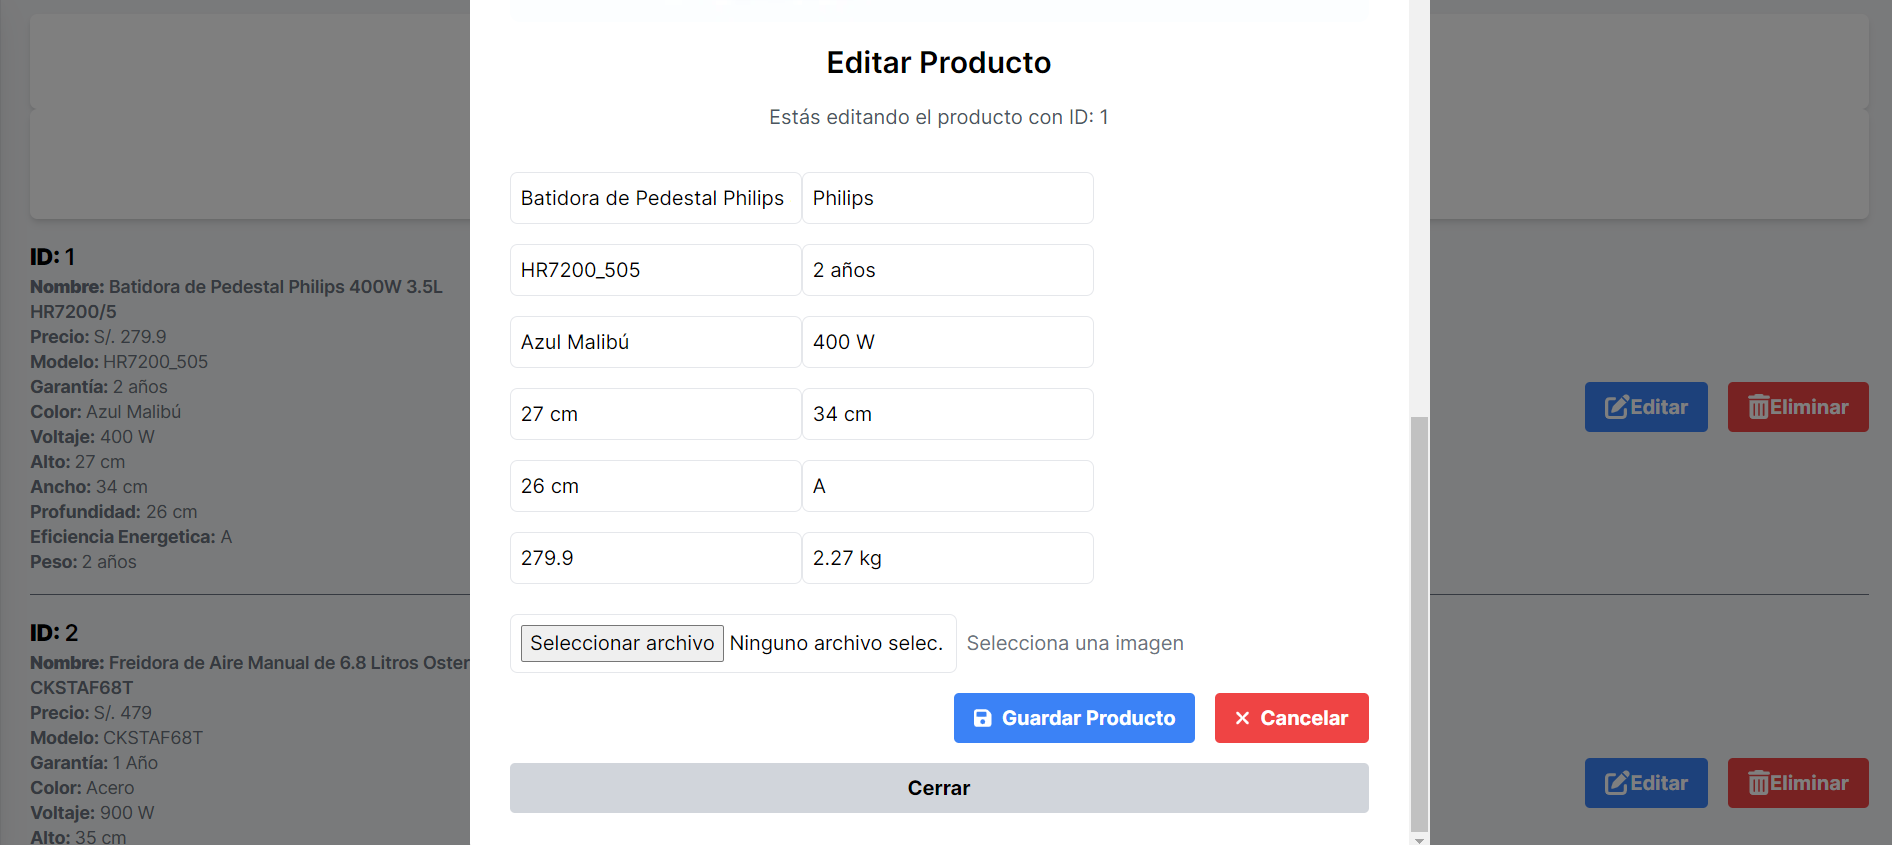 Editar Producto
Estás editando el producto con ID: 1
Batidora de Pedestal Philips
Philips
HR7200_505
2 años
Azul Malibú
400 W
27 cm
34 cm
26 cm
A
279.9
2.27 kg
Seleccionar archivo Ninguno archivo selec.
Selecciona una imagen
Guardar Producto
Cancelar
Cerrar
ID: 1
Nombre: Batidora de Pedestal Philips 400W 3.5L
HR7200/5
Precio: S/. 279.9
Modelo: HR7200_505
Garantía: 2 años
Color: Azul Malibú
Voltaje: 400 W
Alto: 27 cm
Ancho: 34 cm
Profundidad: 26 cm
Eficiencia Energetica: A
Peso: 2 años
Editar
Eliminar
ID: 2
Nombre: Freidora de Aire Manual de 6.8 Litros Oster
CKSTAF68T
Precio: S/. 479
Modelo: CKSTAF68T
Garantía: 1 Año
Color: Acero
Voltaje: 900 W
Alto: 35 cm
Editar
Eliminar